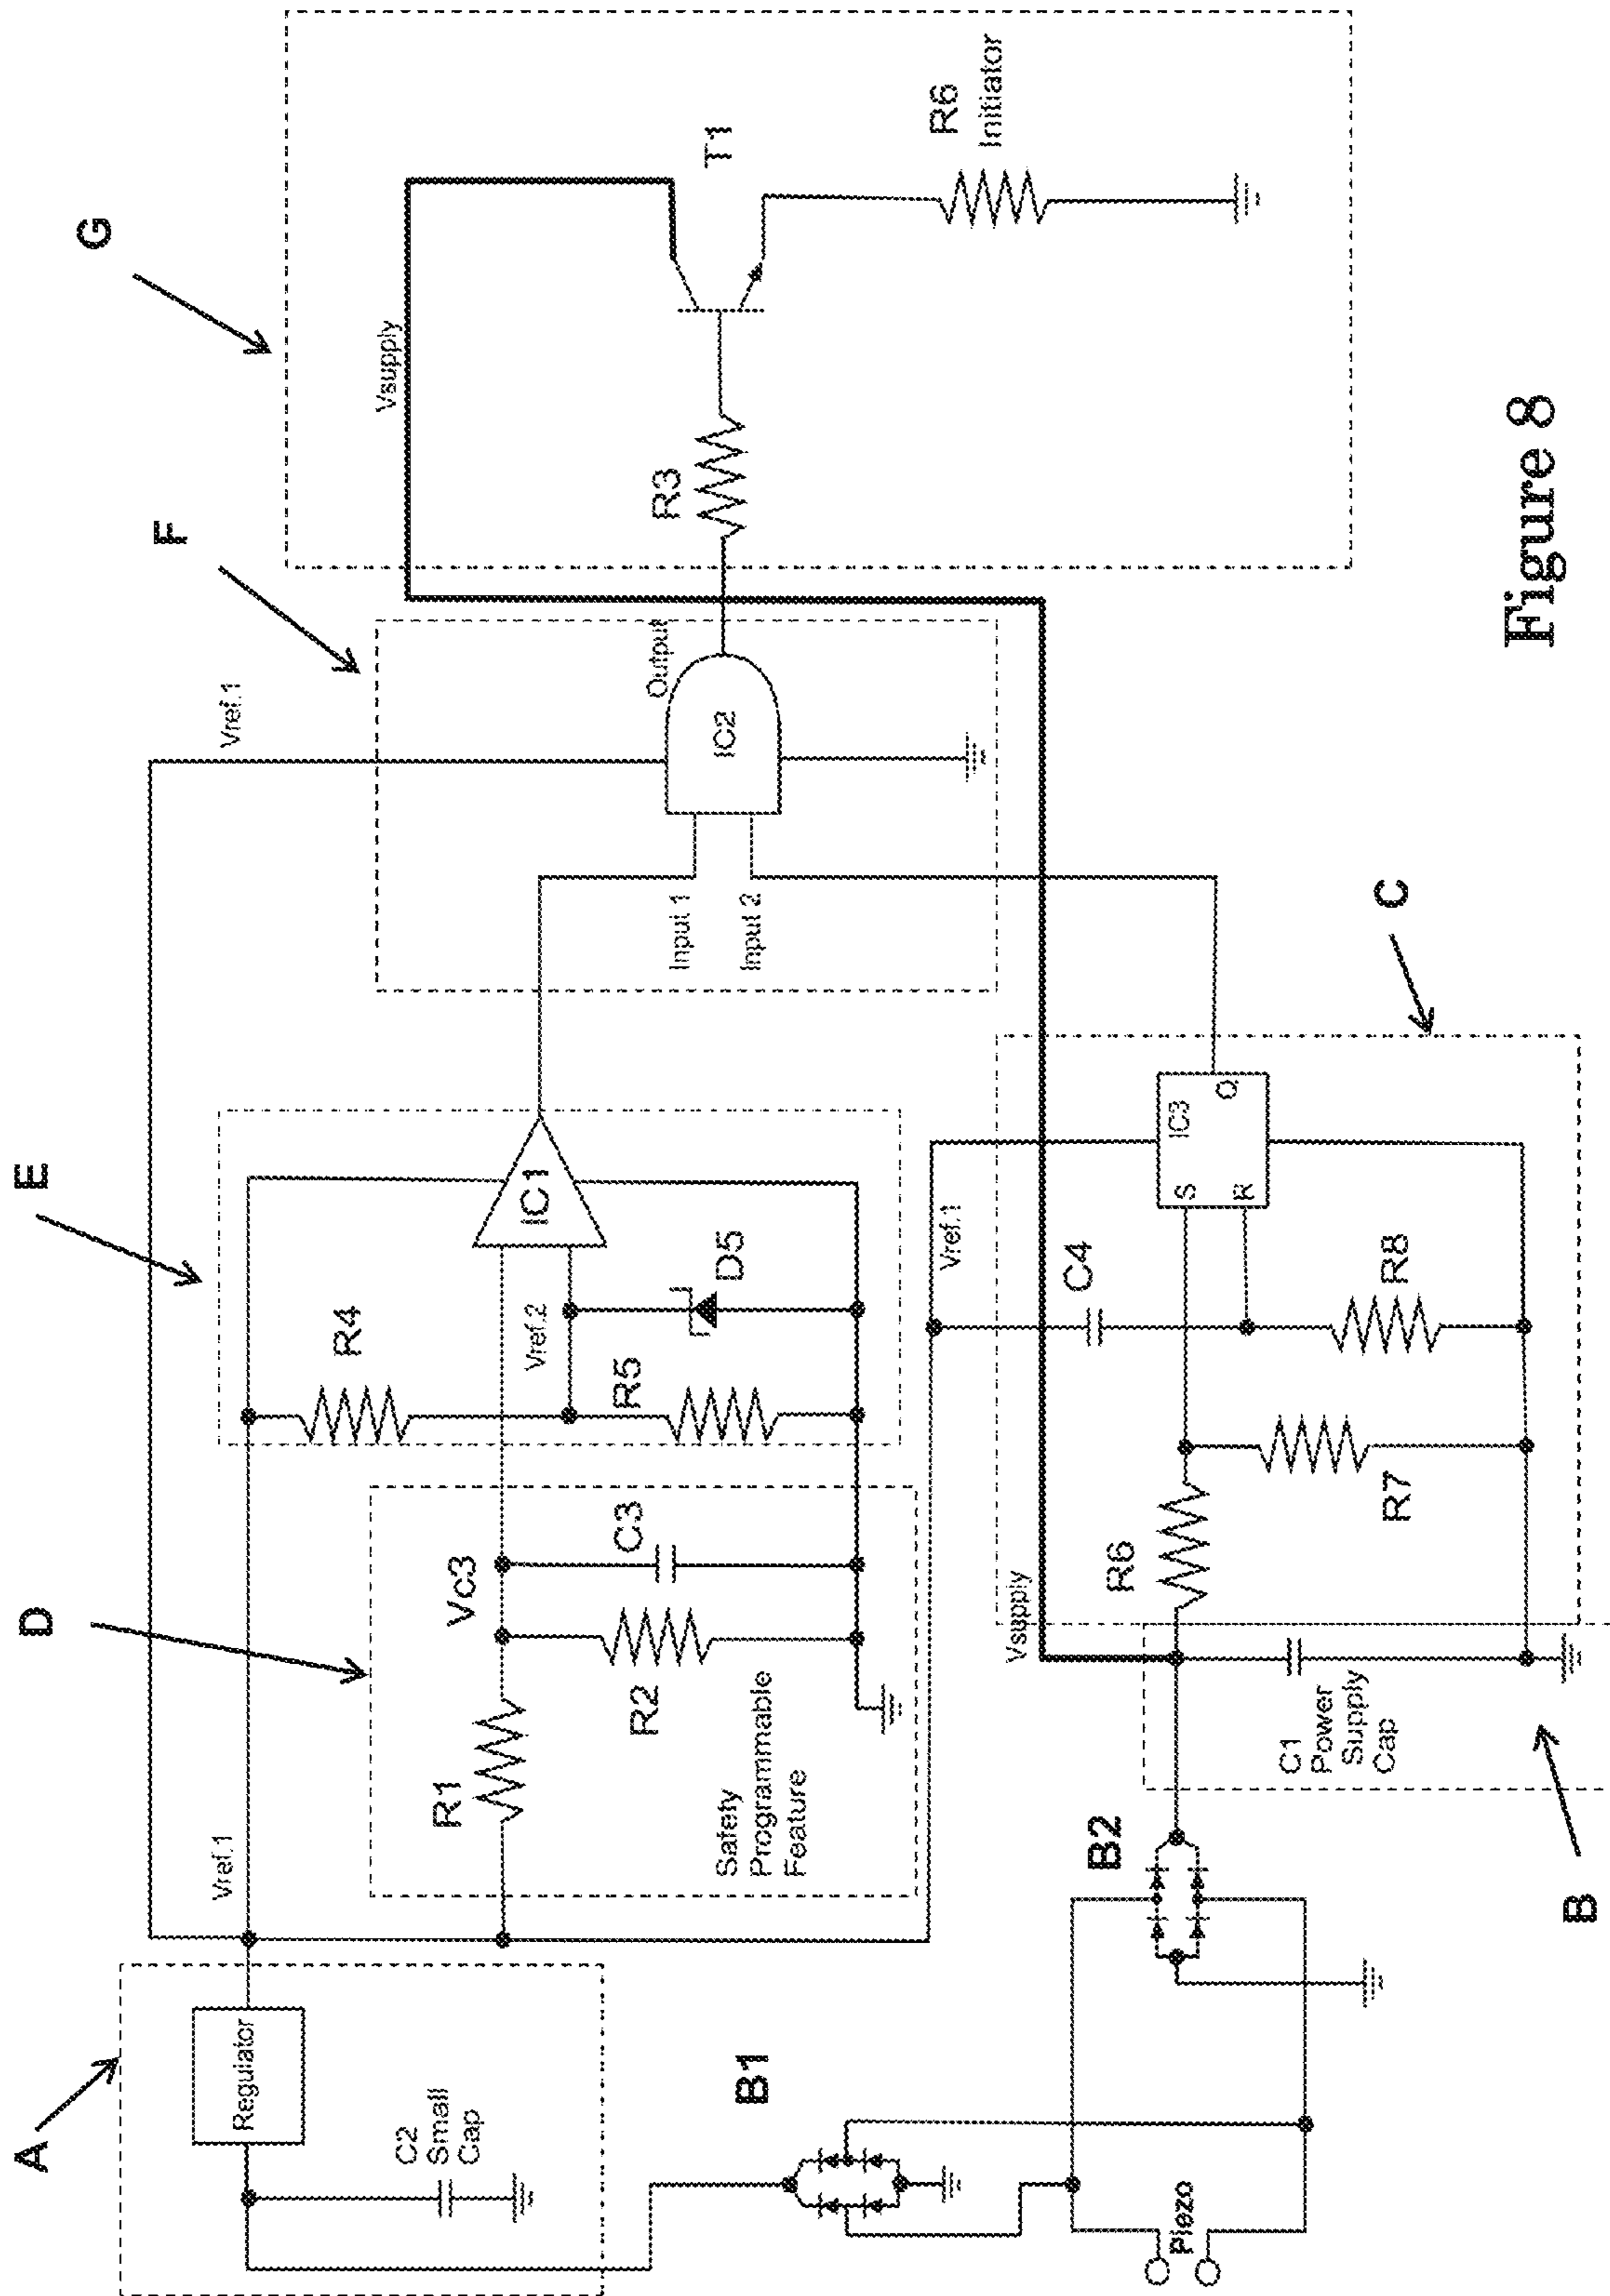 A
Regulator
C2
Small
Cap
B1
Piezo
B2
Vref.1
D
R1
Vc3
R2
C3
Safety
Programmable
Feature
E
R4
Vref.2
R5
D5
IC1
Vref.1
F
Input 1
Input 2
IC2
Output
G
Vsupply
R3
T1
R6
Initiator
B
C1
Power
Supply
Cap
Vsupply
R6
R7
C
Vref.1
C4
R8
S
R
IC3
Q
Figure 8